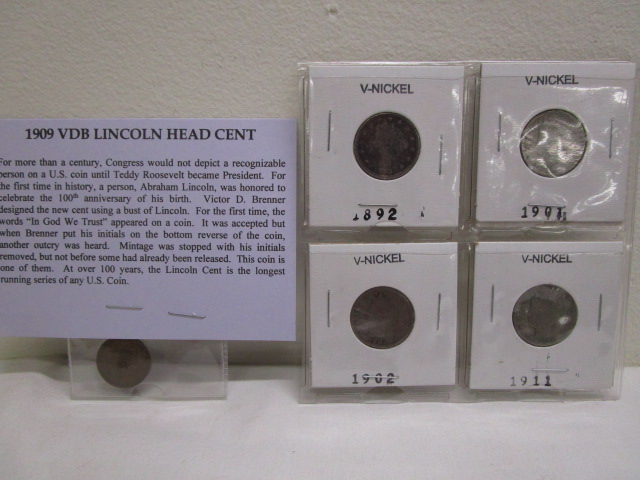 1909 VDB LINCOLN HEAD CENT
For more than a century, Congress would not depict a recognizable
person on a U.S. coin until Teddy Roosevelt became President. For
the first time in history, a person, Abraham Lincoln, was honored to
celebrate the 100th anniversary of his birth. Victor D. Brenner
designed the new cent using a bust of Lincoln. For the first time, the
words "In God We Trust" appeared on a coin. It was accepted but
when Brenner put his initials on the bottom reverse of the coin,
another outcry was heard. Mintage was stopped with his initials
removed, but not before some had already been released. This coin is
one of them. At over 100 years, the Lincoln Cent is the longest
running series of any U.S. Coin.
V-NICKEL
1892
V-NICKEL
V-NICKEL
1902
V-NICKEL
1911